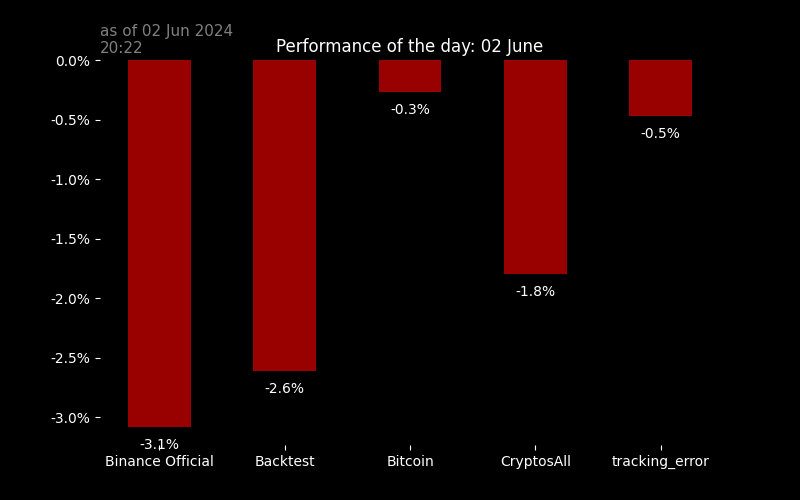 as of 02 Jun 2024
20:22
Performance of the day: 02 June
0.0%
-0.5%
-1.0%
-1.5%
-2.0%
-2.5%
-3.0%
-3.1%
-2.6%
-0.3%
-1.8%
-0.5%
Binance Official
Backtest
Bitcoin
CryptosAll
tracking_error